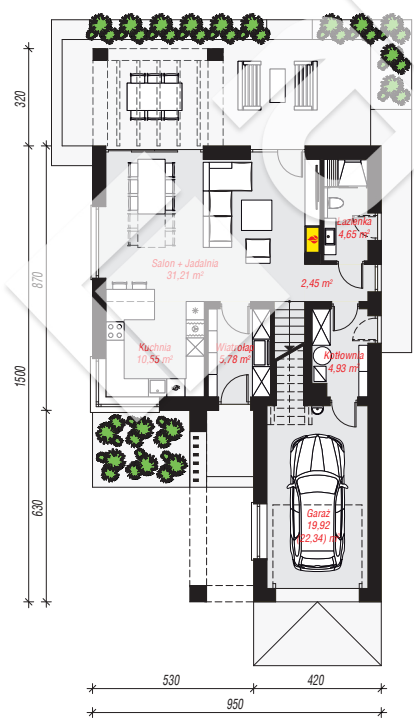 320
Łazienka
4,65 m²
Salon + Jadalnia
31,21 m²
2,45 m²
870
Kuchnia
10,55 m²
Wiatrołap
5,78 m²
Kotłownia
4,93 m²
1500
630
Garaż
19,92
(22,34) m²
530
420
950